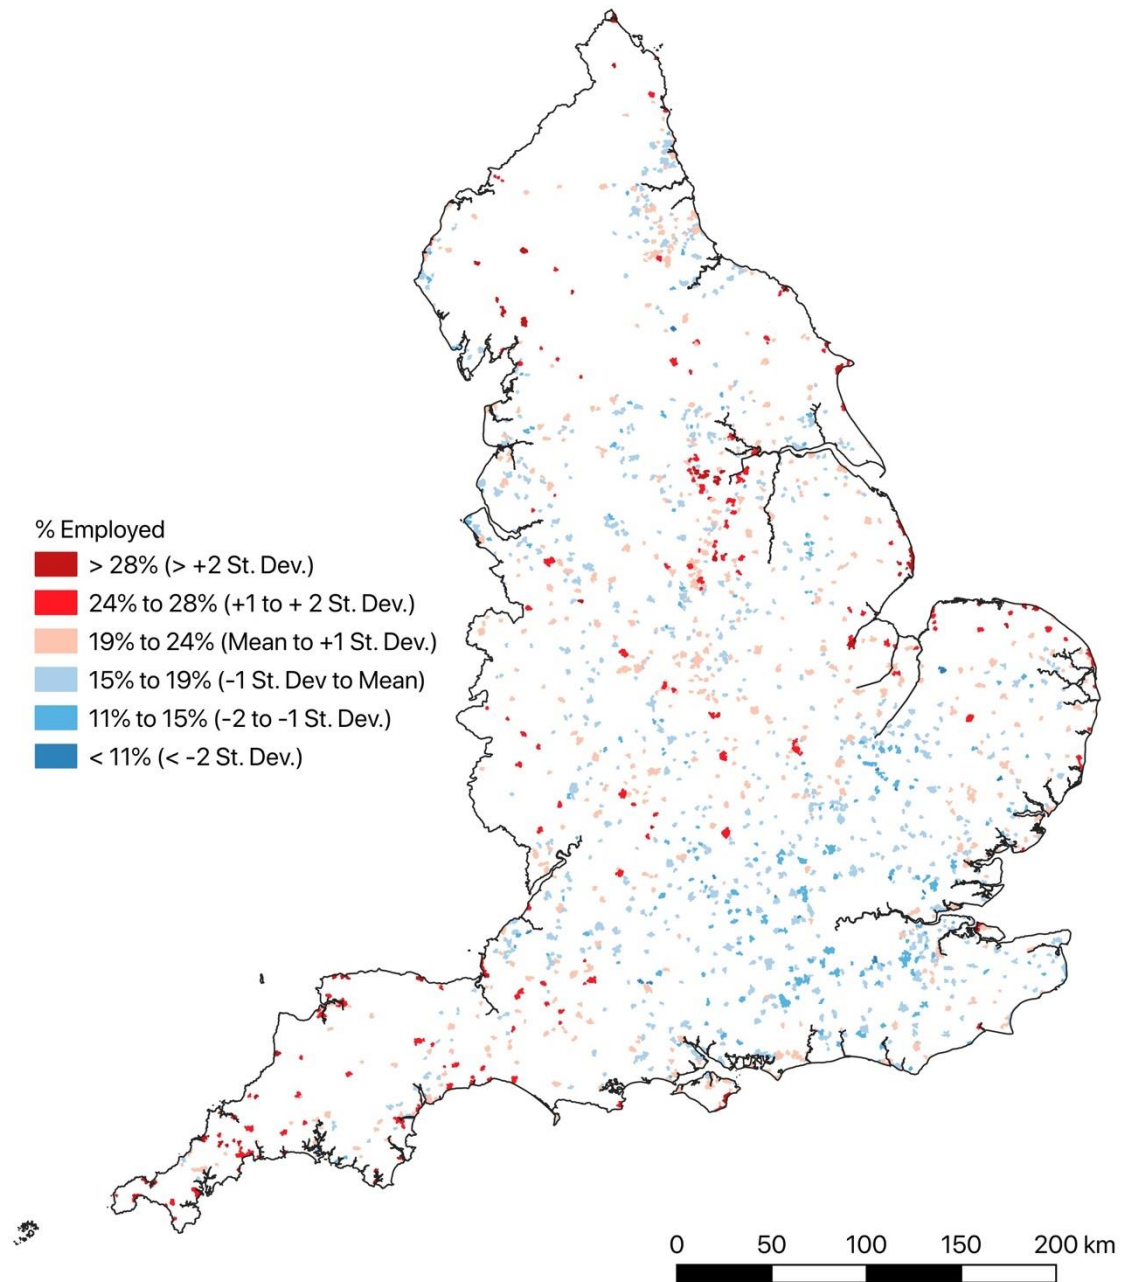 % Employed
> 28% (> +2 St. Dev.)
24% to 28% (+1 to + 2 St. Dev.)
19% to 24% (Mean to +1 St. Dev.)
15% to 19% (-1 St. Dev to Mean)
11% to 15% (-2 to -1 St. Dev.)
< 11% (< -2 St. Dev.)
0 50 100 150 200 km